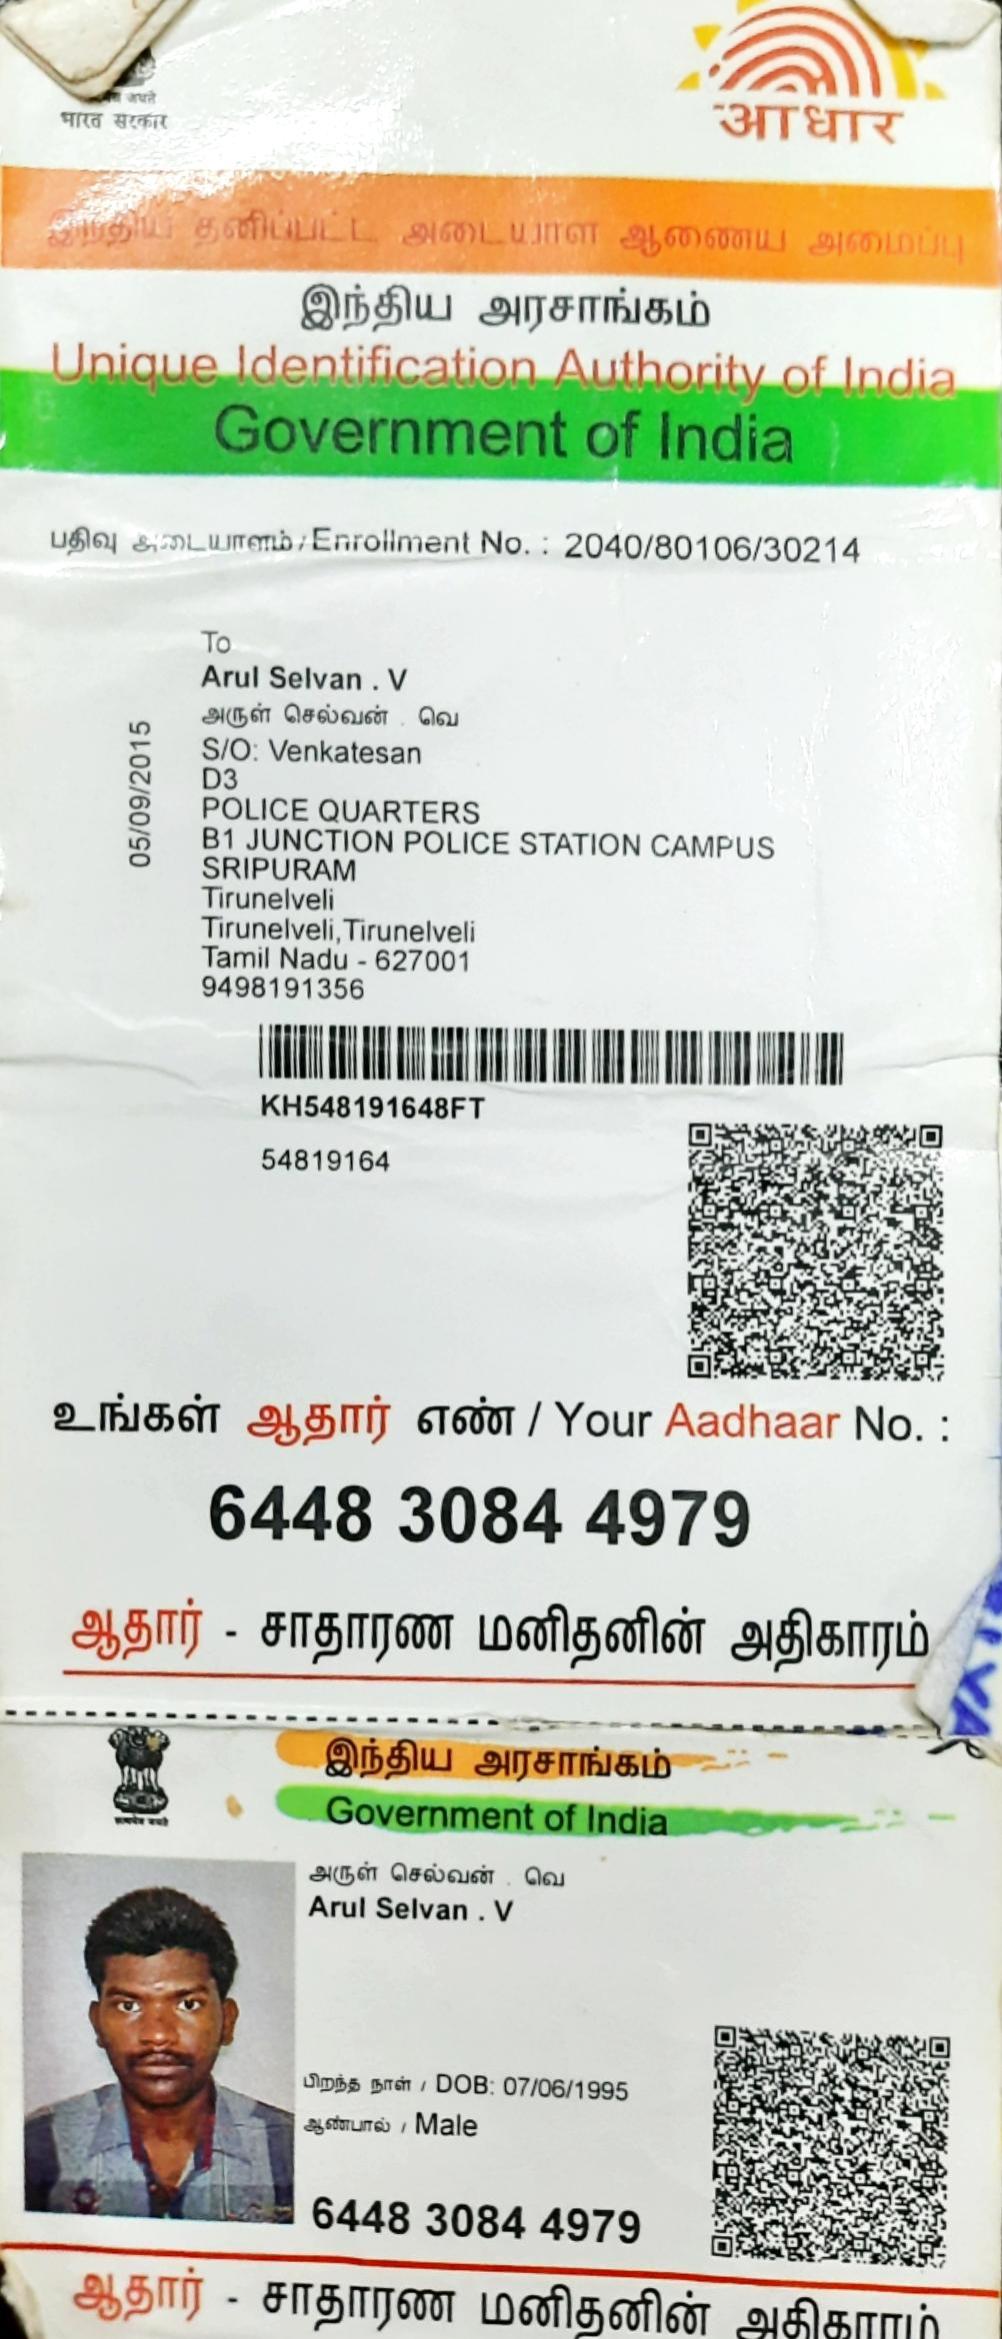 भारत सरकार
आधार
இந்திய தனிப்பட்ட அடையாள ஆணைய அமைப்பு
இந்திய அரசாங்கம்
Unique Identification Authority of India
Government of India
பதிவு அடையாளம் / Enrollment No. : 2040/80106/30214
To
Arul Selvan . V
அருள் செல்வன் . வெ
S/O: Venkatesan
D3
POLICE QUARTERS
B1 JUNCTION POLICE STATION CAMPUS
SRIPURAM
Tirunelveli
Tirunelveli,Tirunelveli
Tamil Nadu - 627001
9498191356
05/09/2015
KH548191648FT
54819164
உங்கள் ஆதார் எண் / Your Aadhaar No. :
6448 3084 4979
ஆதார் - சாதாரண மனிதனின் அதிகாரம்
இந்திய அரசாங்கம்
Government of India
सत्यमेव जयते
அருள் செல்வன் . வெ
Arul Selvan . V
பிறந்த நாள் / DOB: 07/06/1995
ஆண்பால் / Male
6448 3084 4979
ஆதார் - சாதாரண மனிதனின் அதிகாரம்